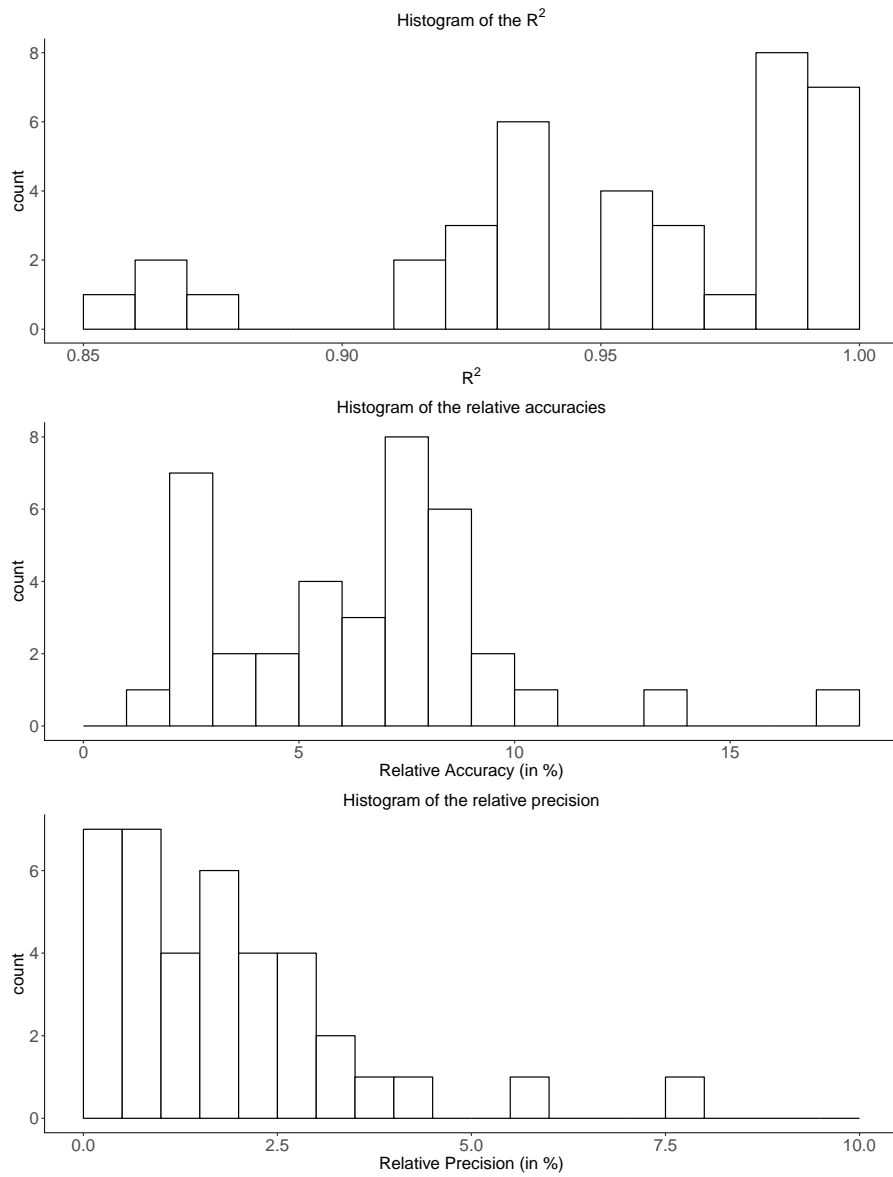 Histogram of the R²
8
6
4
2
0
count
0.85 0.90 0.95 1.00
R²
Histogram of the relative accuracies
8
6
4
2
0
count
0 5 10 15
Relative Accuracy (in %)
Histogram of the relative precision
6
4
2
0
count
0.0 2.5 5.0 7.5 10.0
Relative Precision (in %)